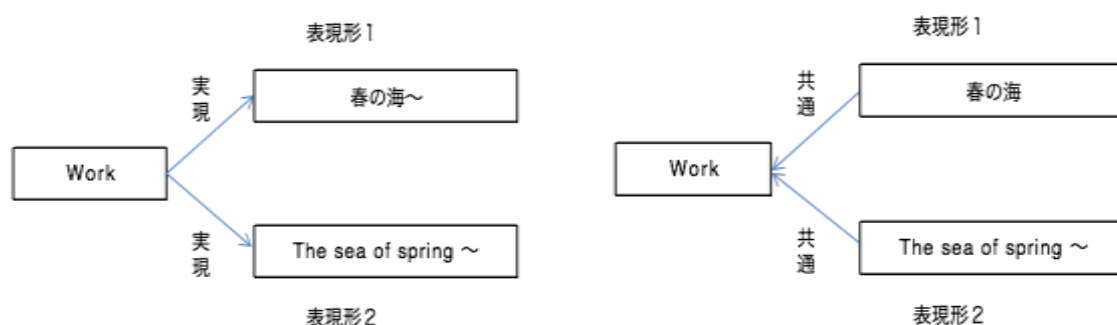 表現形1
実現
春の海～
Work
実現
The sea of spring ～
表現形2
表現形1
共通
春の海
Work
共通
The sea of spring ～
表現形2